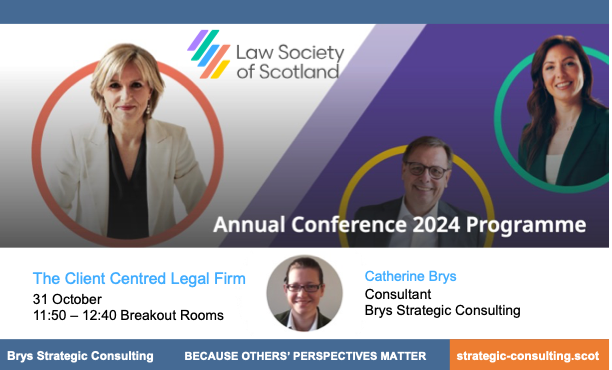 Law Society
of Scotland
Annual Conference 2024 Programme
The Client Centred Legal Firm
31 October
11:50 – 12:40 Breakout Rooms
Catherine Brys
Consultant
Brys Strategic Consulting
Brys Strategic Consulting
BECAUSE OTHERS' PERSPECTIVES MATTER
strategic-consulting.scot